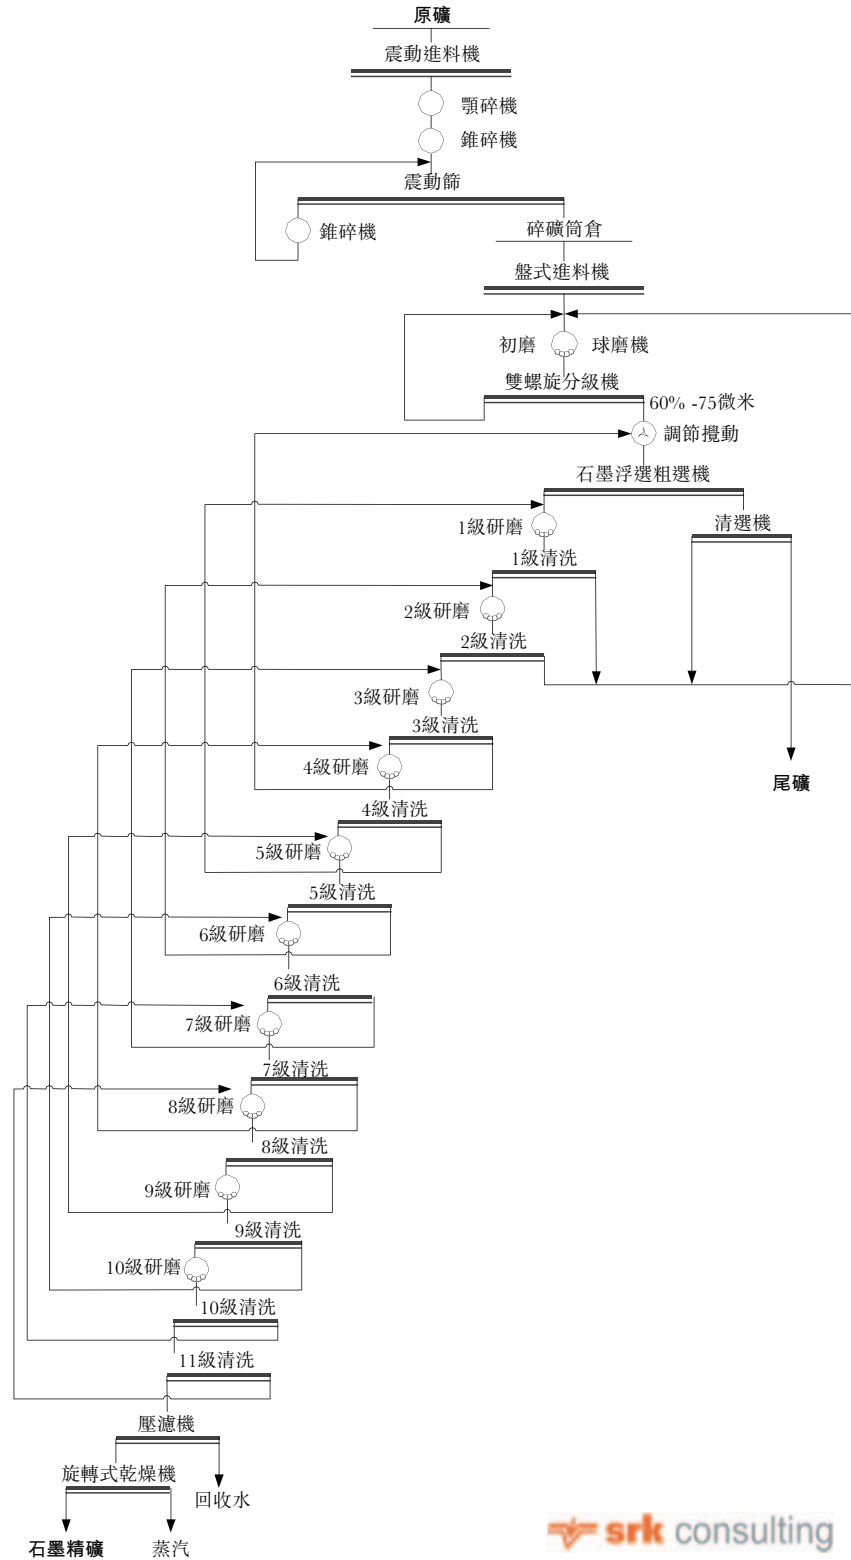 原礦
震動進料機
顎碎機
錐碎機
震動篩
錐碎機
碎礦筒倉
盤式進料機
初磨 球磨機
雙螺旋分級機
60% -75微米
調節攪動
石墨浮選粗選機
清選機
1級研磨
1級清洗
2級研磨
2級清洗
3級研磨
3級清洗
4級研磨
尾礦
4級清洗
5級研磨
5級清洗
6級研磨
6級清洗
7級研磨
7級清洗
8級研磨
8級清洗
9級研磨
9級清洗
10級研磨
10級清洗
11級清洗
壓濾機
旋轉式乾燥機
回收水
石墨精礦 蒸汽
srk consulting